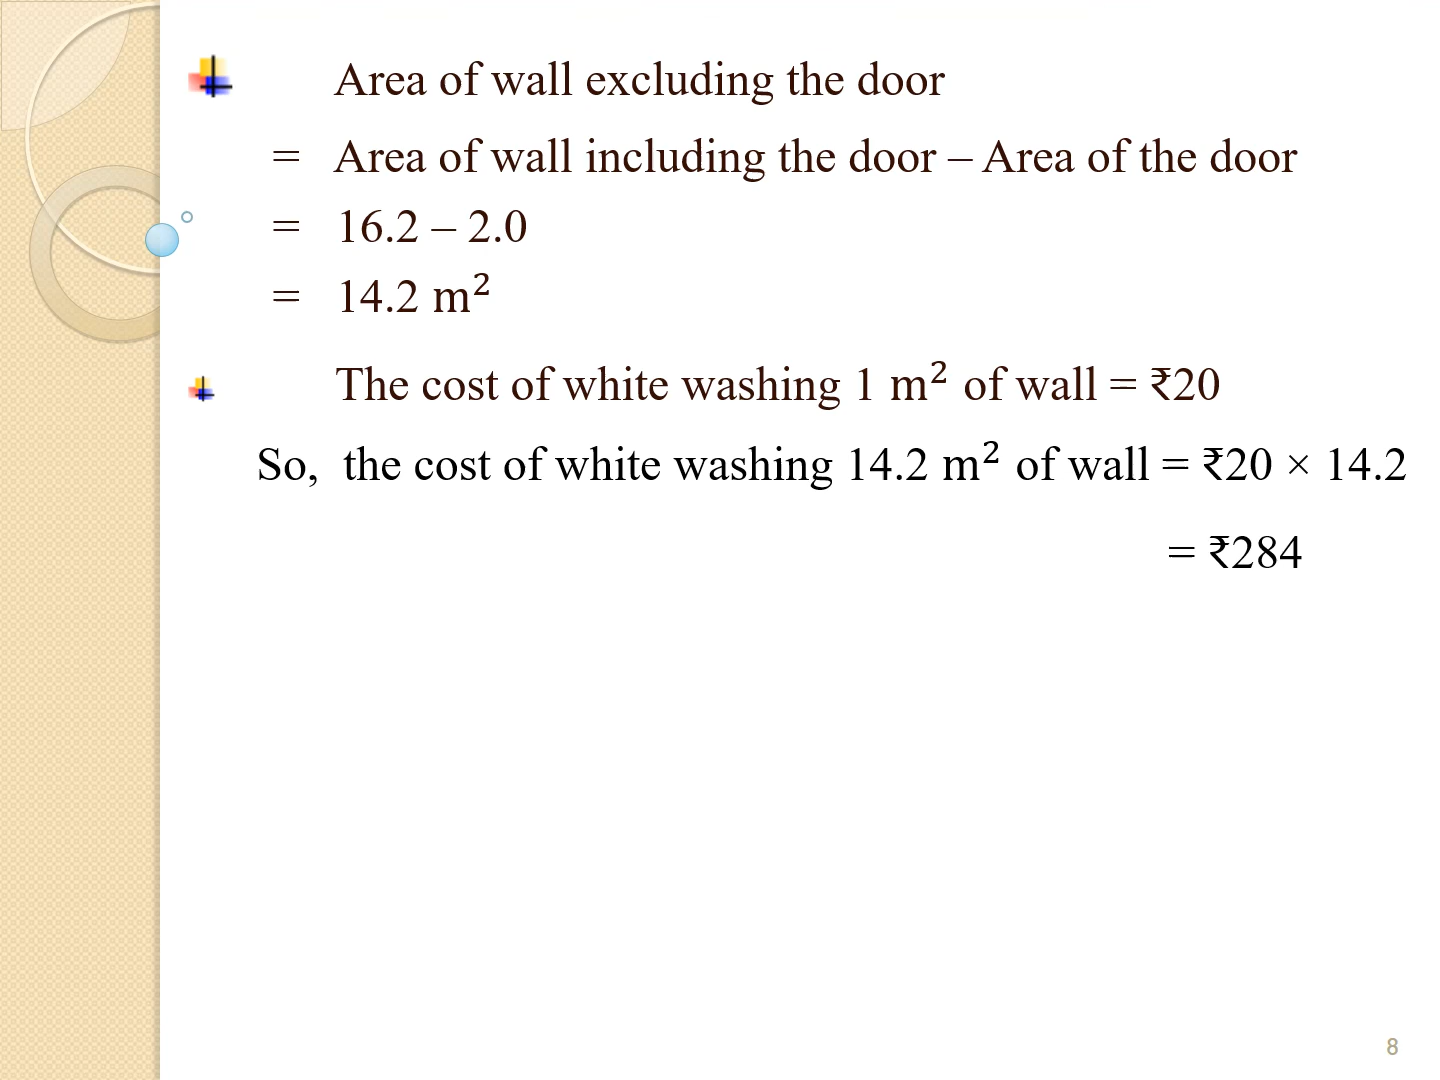 Area of wall excluding the door
= Area of wall including the door – Area of the door
= 16.2 – 2.0
= 14.2 m²
The cost of white washing 1 m² of wall = ₹20
So, the cost of white washing 14.2 m² of wall = ₹20 × 14.2
= ₹284
8